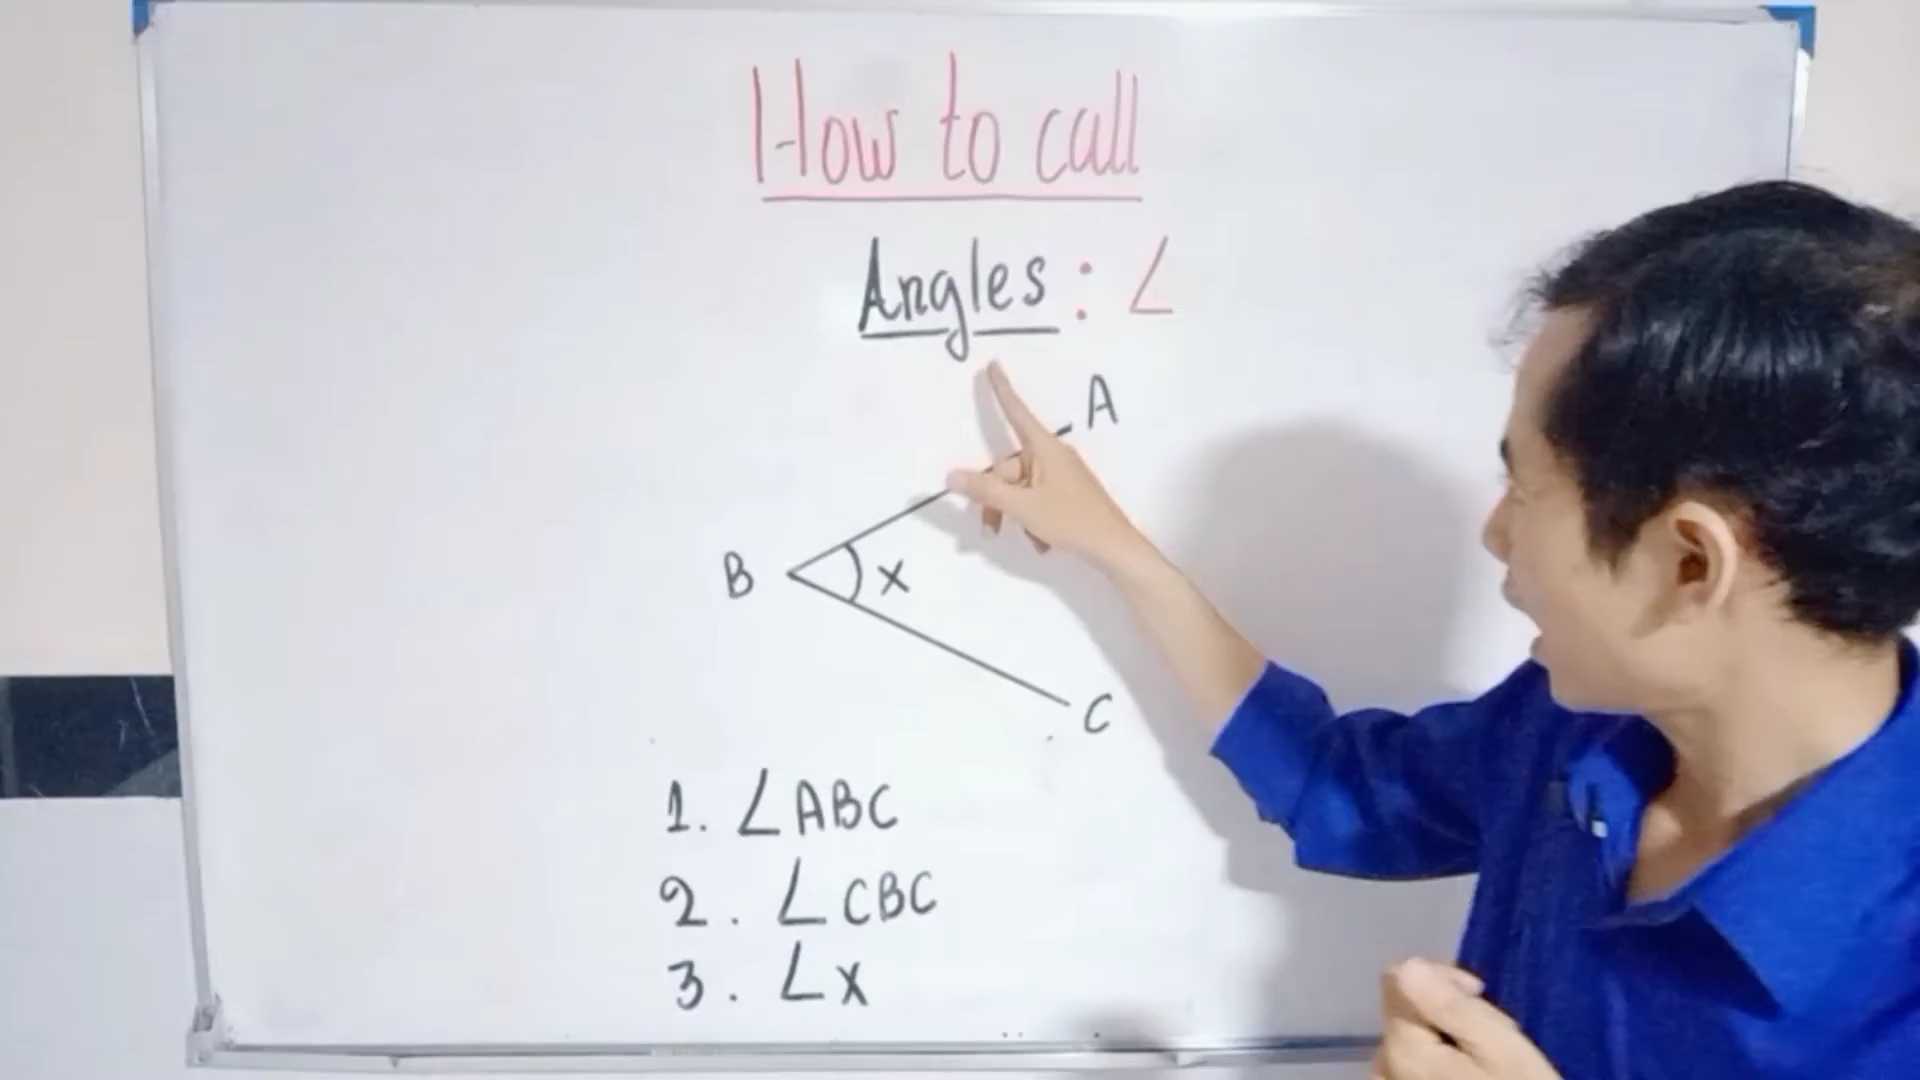 How to call
Angles : ∠
A
B
x
C
1. ∠ABC
2. ∠CBC
3. ∠x